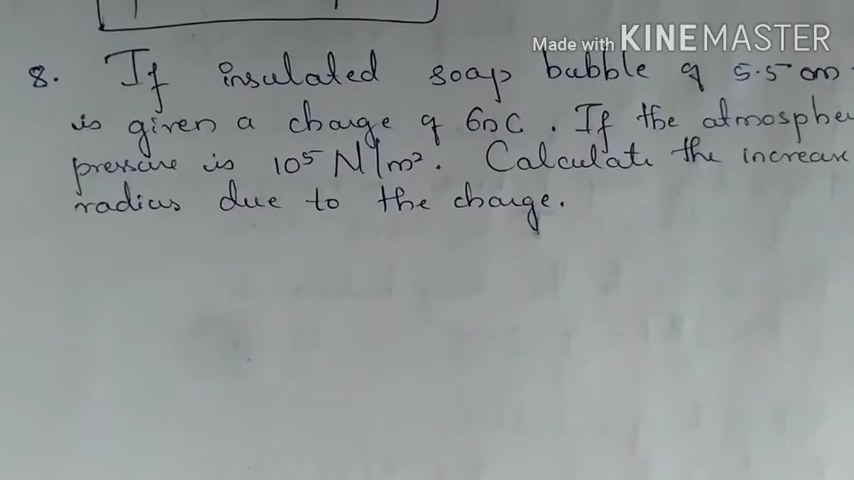 Made with KINEMASTER
8. If insulated soap bubble of 5.5 cm
is given a charge of 6nC. If the atmosphe
pressure is 10⁵ N/m². Calculate the increase
radius due to the charge.